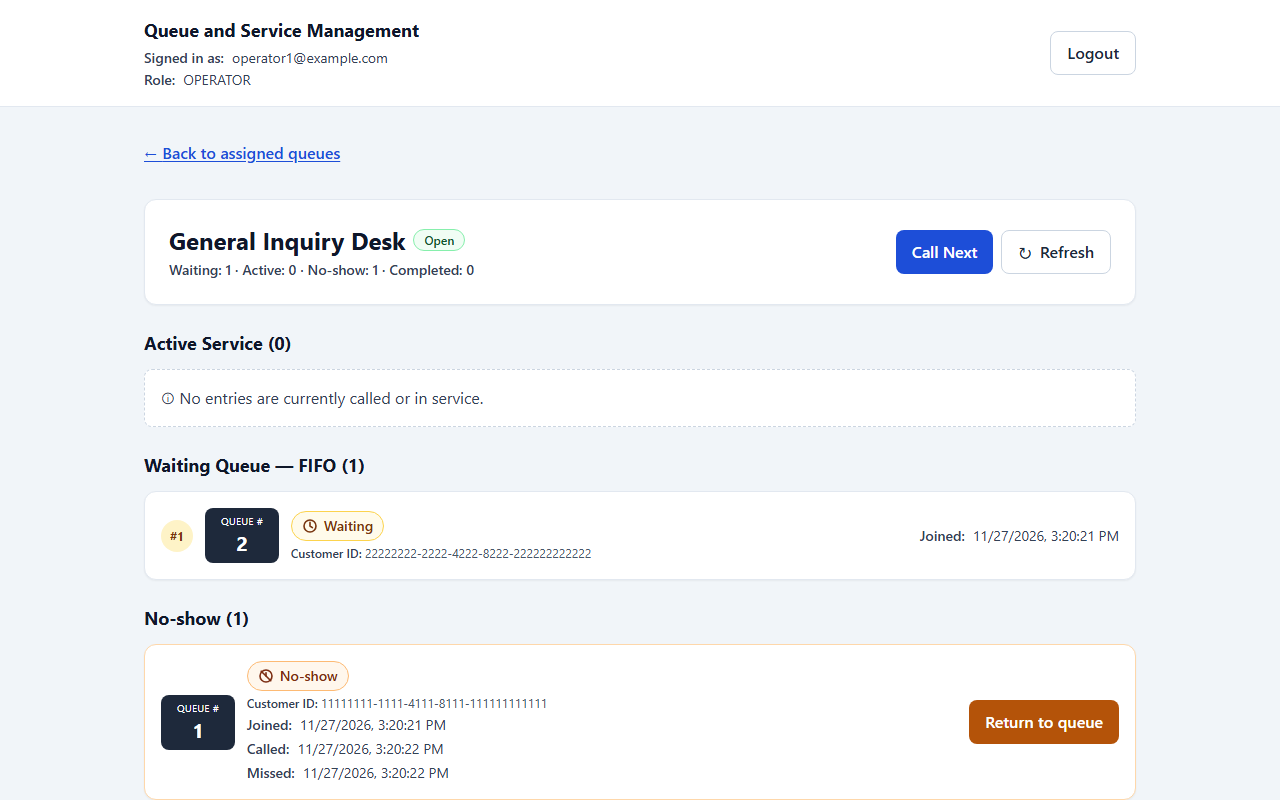 Queue and Service Management
Signed in as: operator1@example.com
Role: OPERATOR
Logout
← Back to assigned queues
General Inquiry Desk
Open
Waiting: 1 · Active: 0 · No-show: 1 · Completed: 0
Call Next
↻ Refresh
Active Service (0)
No entries are currently called or in service.
Waiting Queue — FIFO (1)
#1
QUEUE #
2
Waiting
Customer ID: 22222222-2222-4222-8222-222222222222
Joined: 11/27/2026, 3:20:21 PM
No-show (1)
QUEUE #
1
No-show
Customer ID: 11111111-1111-4111-8111-111111111111
Joined: 11/27/2026, 3:20:21 PM
Called: 11/27/2026, 3:20:22 PM
Missed: 11/27/2026, 3:20:22 PM
Return to queue